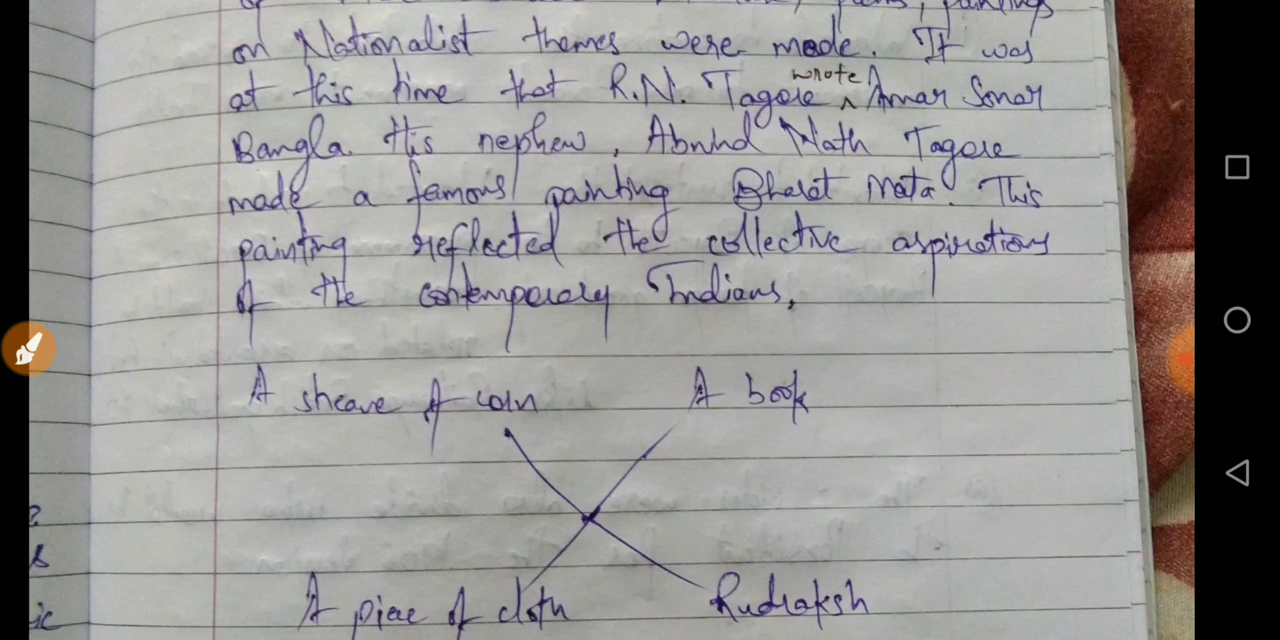 paintings
on Nationalist themes were made. It was
at this time that R.N. Tagore wrote Amar Sonar
Bangla. His nephew, Abnind Nath Tagore
made a famous painting Bharat Mata. This
painting reflected the collective aspirations
of the contemporary Indians.
A sheave of corn A book
A piece of cloth Rudraksh